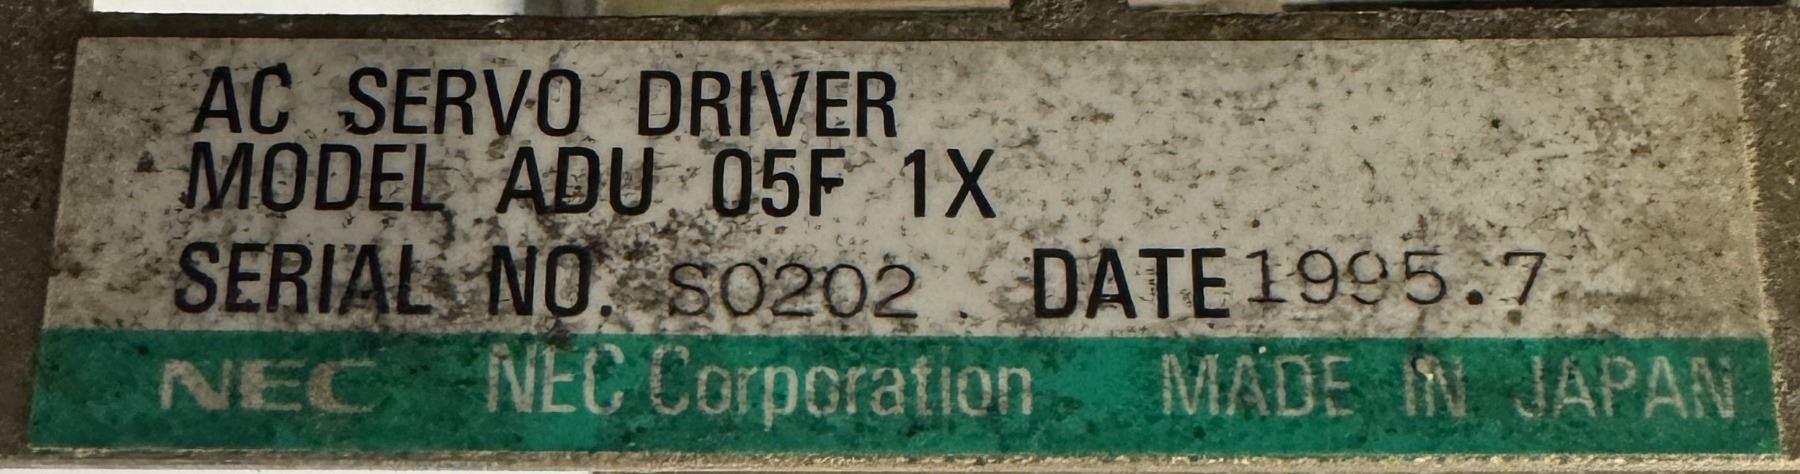 AC SERVO DRIVER
MODEL ADU 05F 1X
SERIAL NO. S0202 DATE 1995.7
NEC NEC Corporation MADE IN JAPAN